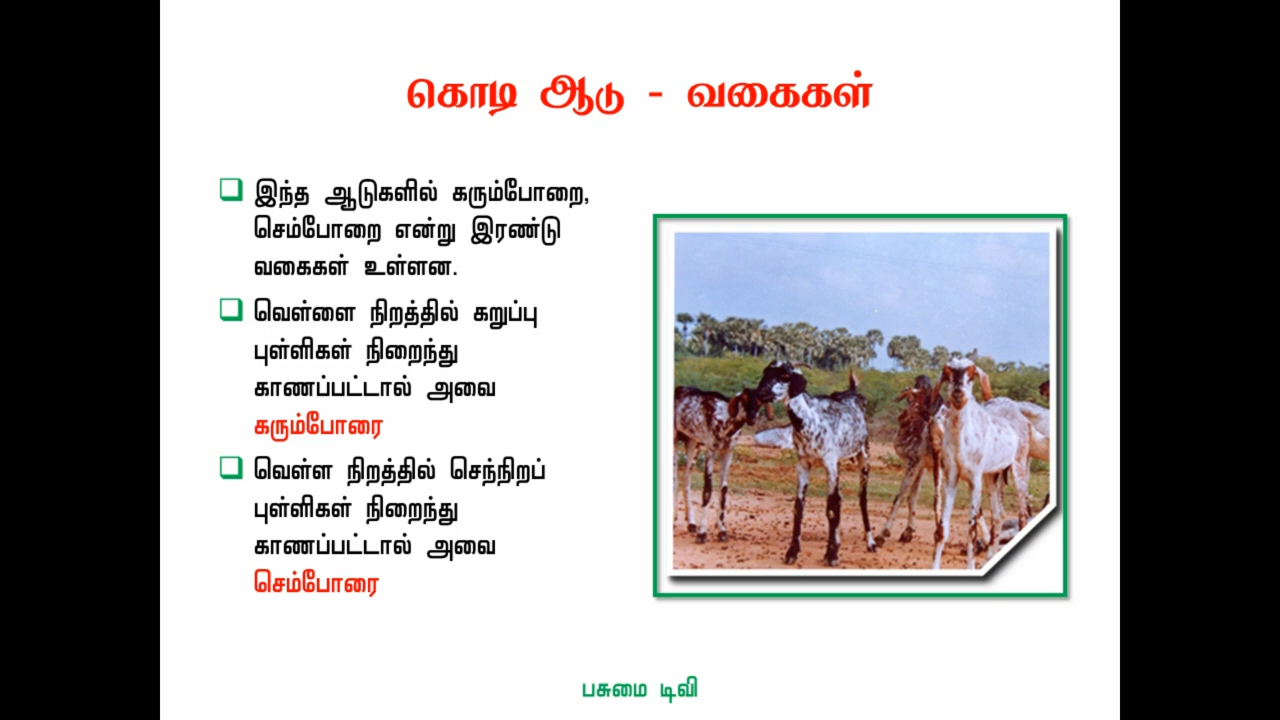 கொடி ஆடு - வகைகள்
இந்த ஆடுகளில் கரும்போறை,
செம்போறை என்று இரண்டு
வகைகள் உள்ளன.
வெள்ளை நிறத்தில் கறுப்பு
புள்ளிகள் நிறைந்து
காணப்பட்டால் அவை
கரும்போரை
வெள்ள நிறத்தில் செந்நிறப்
புள்ளிகள் நிறைந்து
காணப்பட்டால் அவை
செம்போரை
பசுமை டிவி